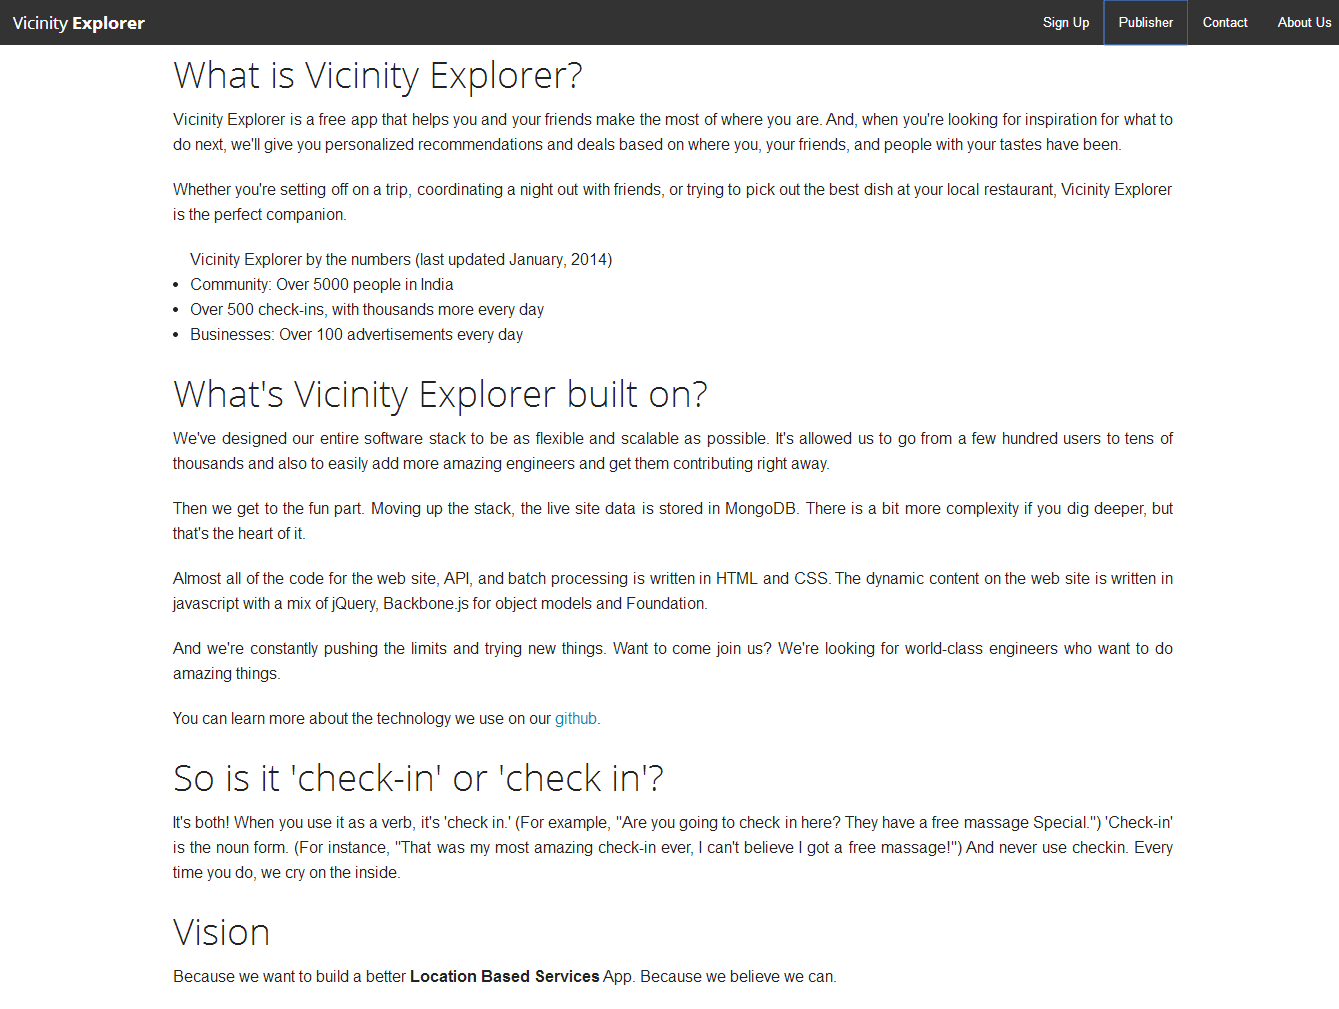 Vicinity Explorer
Sign Up
Publisher
Contact
About Us
What is Vicinity Explorer?
Vicinity Explorer is a free app that helps you and your friends make the most of where you are. And, when you're looking for inspiration for what to
do next, we'll give you personalized recommendations and deals based on where you, your friends, and people with your tastes have been.
Whether you're setting off on a trip, coordinating a night out with friends, or trying to pick out the best dish at your local restaurant, Vicinity Explorer
is the perfect companion.
Vicinity Explorer by the numbers (last updated January, 2014)
• Community: Over 5000 people in India
• Over 500 check-ins, with thousands more every day
• Businesses: Over 100 advertisements every day
What's Vicinity Explorer built on?
We've designed our entire software stack to be as flexible and scalable as possible. It's allowed us to go from a few hundred users to tens of
thousands and also to easily add more amazing engineers and get them contributing right away.
Then we get to the fun part. Moving up the stack, the live site data is stored in MongoDB. There is a bit more complexity if you dig deeper, but
that's the heart of it.
Almost all of the code for the web site, API, and batch processing is written in HTML and CSS. The dynamic content on the web site is written in
javascript with a mix of jQuery, Backbone.js for object models and Foundation.
And we're constantly pushing the limits and trying new things. Want to come join us? We're looking for world-class engineers who want to do
amazing things.
You can learn more about the technology we use on our github.
So is it 'check-in' or 'check in'?
It's both! When you use it as a verb, it's 'check in.' (For example, "Are you going to check in here? They have a free massage Special.") 'Check-in'
is the noun form. (For instance, "That was my most amazing check-in ever, I can't believe I got a free massage!") And never use checkin. Every
time you do, we cry on the inside.
Vision
Because we want to build a better Location Based Services App. Because we believe we can.